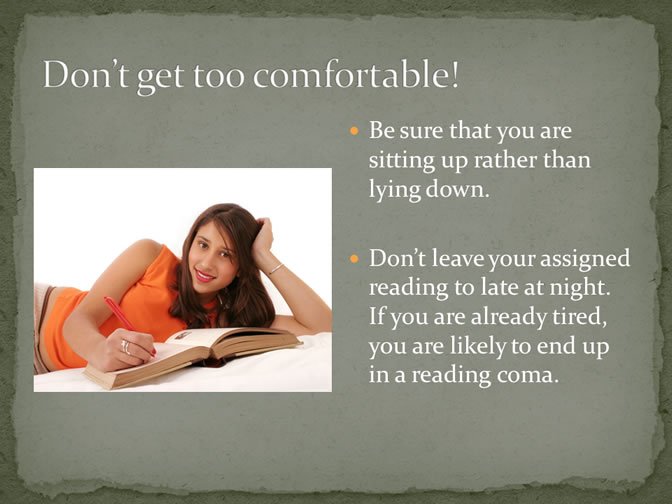 Don't get too comfortable!
Be sure that you are
sitting up rather than
lying down.
Don't leave your assigned
reading to late at night.
If you are already tired,
you are likely to end up
in a reading coma.